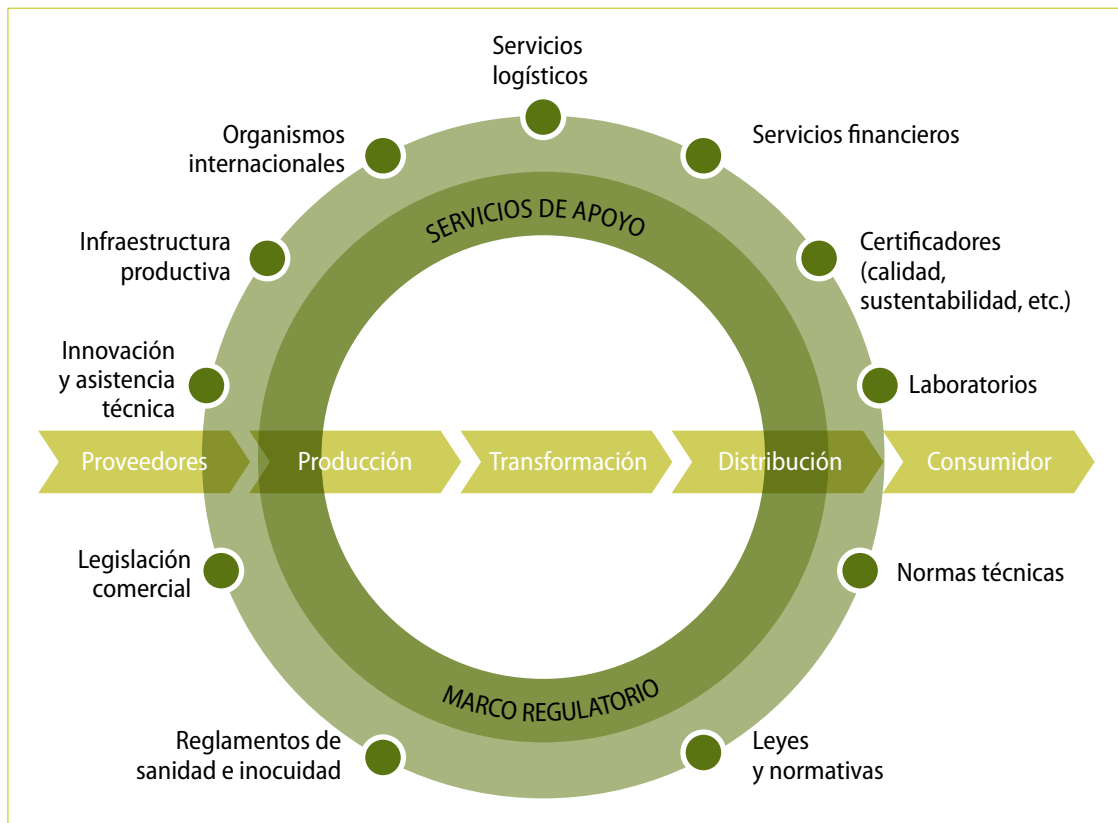 Servicios
logísticos
Organismos
internacionales
Servicios financieros
SERVICIOS DE APOYO
Infraestructura
productiva
Certificadores
(calidad,
sustentabilidad, etc.)
Innovación
y asistencia
técnica
Laboratorios
Proveedores
Producción
Transformación
Distribución
Consumidor
Legislación
comercial
Normas técnicas
MARCO REGULATORIO
Reglamentos de
sanidad e inocuidad
Leyes
y normativas